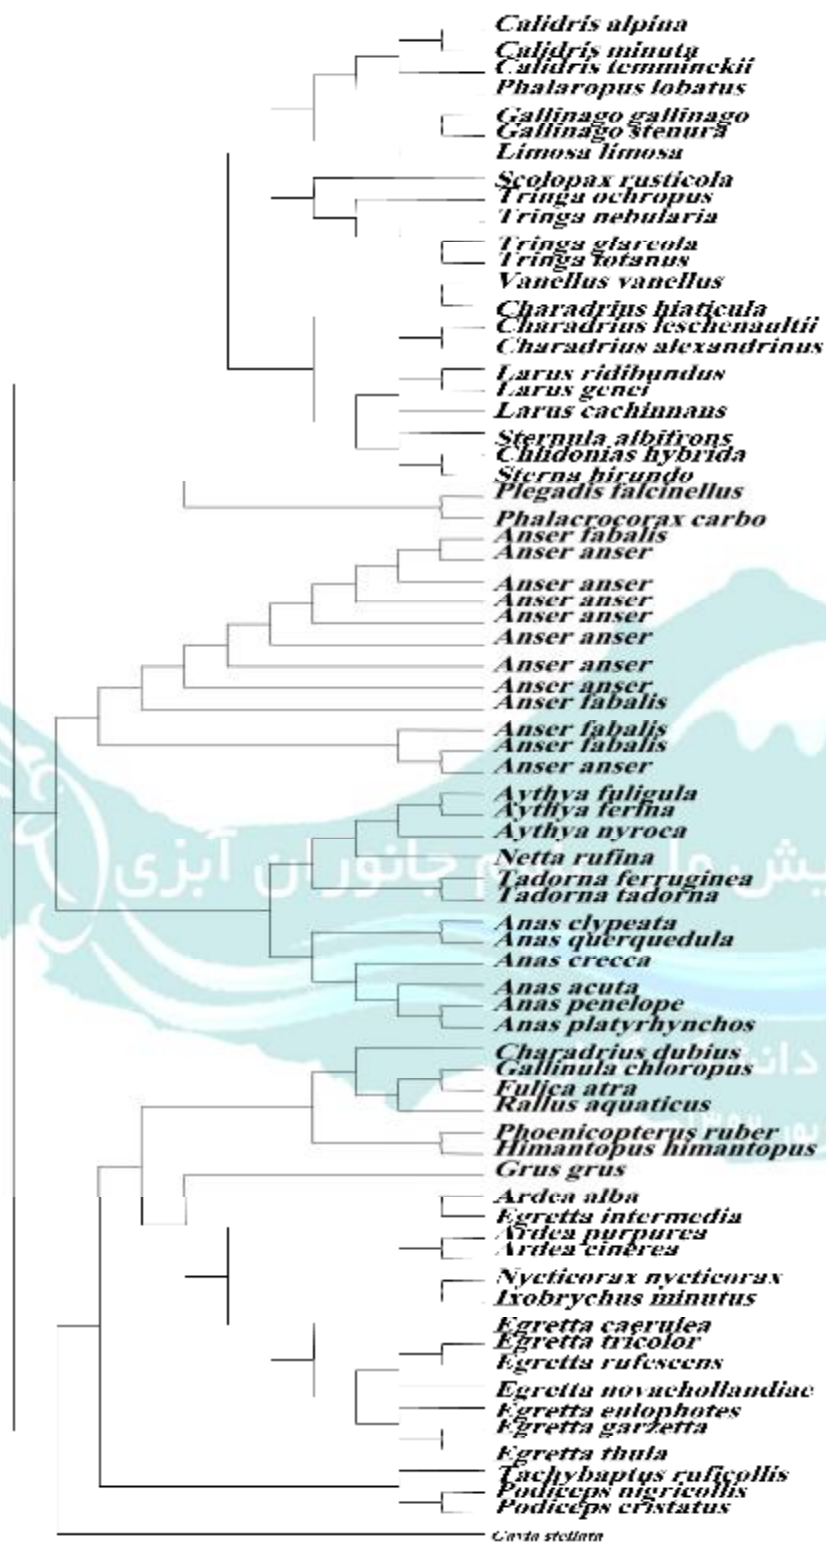 Calidris alpina
Calidris minuta
Calidris temminckii
Phalaropus lobatus
Gallinago gallinago
Gallinago stenura
Limosa limosa
Scolopax rusticola
Tringa ochropus
Tringa nebularia
Tringa glareola
Tringa totanus
Vanellus vanellus
Charadrius hiaticula
Charadrius leschenaultii
Charadrius alexandrinus
Larus ridibundus
Larus genei
Larus cachinnans
Sternula albifrons
Chlidonias hybrida
Sterna hirundo
Plegadis falcinellus
Phalacrocorax carbo
Anser fabalis
Anser anser
Anser anser
Anser anser
Anser anser
Anser anser
Anser anser
Anser anser
Anser fabalis
Anser fabalis
Anser fabalis
Anser anser
Aythya fuligula
Aythya ferina
Aythya nyroca
Netta rufina
جانوران آبزی
Tadorna ferruginea
Tadorna tadorna
Anas clypeata
Anas querquedula
Anas crecca
Anas acuta
Anas penelope
Anas platyrhynchos
Charadrius dubius
Gallinula chloropus
Fulica atra
Rallus aquaticus
Phoenicopterus ruber
Himantopus himantopus
Grus grus
Ardea alba
Egretta intermedia
Ardea purpurea
Ardea cinerea
Nycticorax nycticorax
Ixobrychus minutus
Egretta caerulea
Egretta tricolor
Egretta rufescens
Egretta novaehollandiae
Egretta eulophotes
Egretta garzetta
Egretta thula
Tachybaptus ruficollis
Podiceps nigricollis
Podiceps cristatus